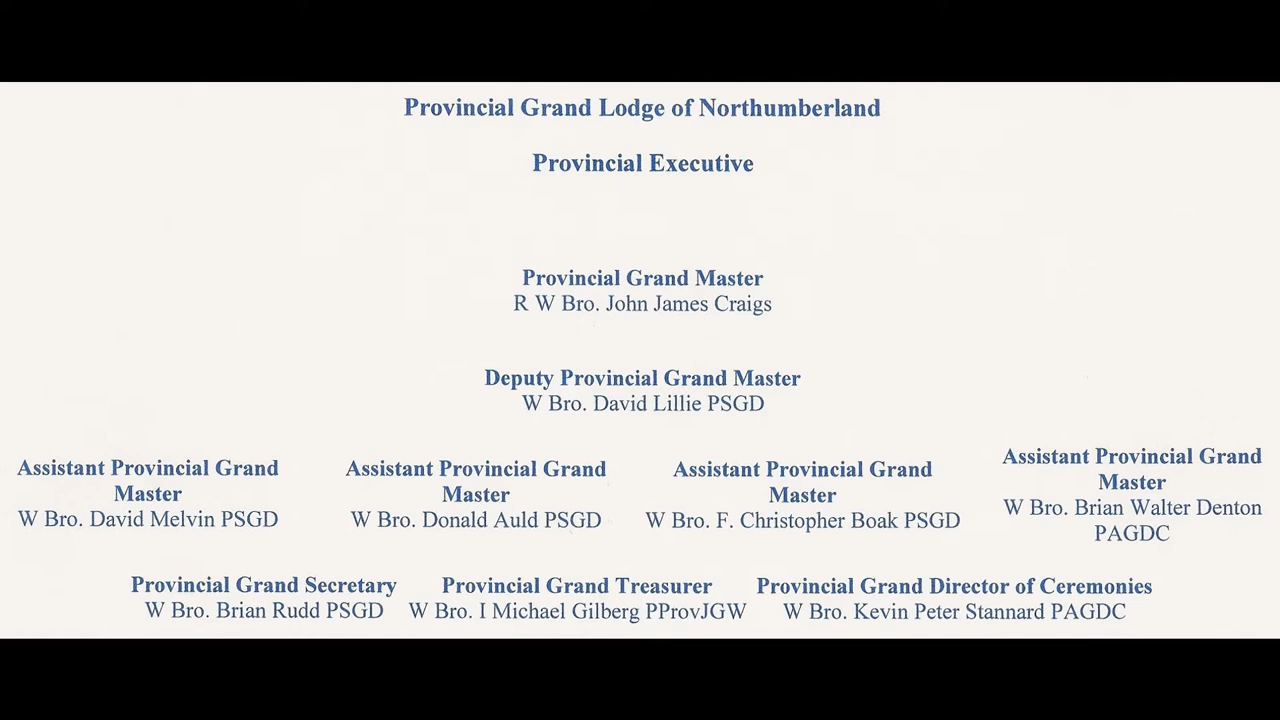 Provincial Grand Lodge of Northumberland
Provincial Executive
Provincial Grand Master
R W Bro. John James Craigs
Deputy Provincial Grand Master
W Bro. David Lillie PSGD
Assistant Provincial Grand
Master
W Bro. David Melvin PSGD
Assistant Provincial Grand
Master
W Bro. Donald Auld PSGD
Assistant Provincial Grand
Master
W Bro. F. Christopher Boak PSGD
Assistant Provincial Grand
Master
W Bro. Brian Walter Denton
PAGDC
Provincial Grand Secretary
W Bro. Brian Rudd PSGD
Provincial Grand Treasurer
W Bro. I Michael Gilberg PProvJGW
Provincial Grand Director of Ceremonies
W Bro. Kevin Peter Stannard PAGDC